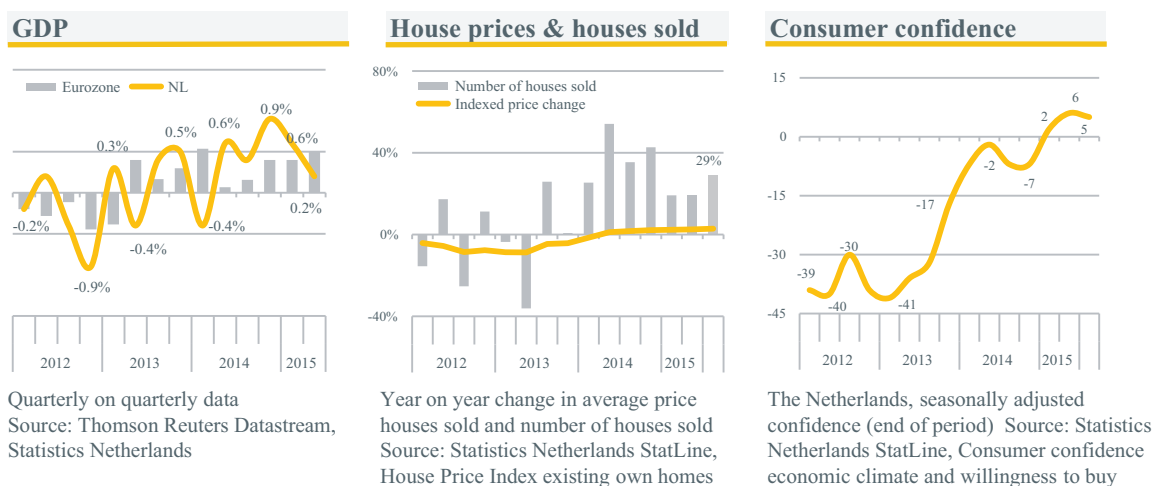 GDP
Eurozone NL
0.9%
0.6%
0.5%
0.6%
0.3%
-0.2%
-0.4%
-0.4%
0.2%
-0.9%
2012 2013 2014 2015
Quarterly on quarterly data
Source: Thomson Reuters Datastream,
Statistics Netherlands
House prices & houses sold
80%
Number of houses sold
Indexed price change
40%
29%
0%
-40%
2012 2013 2014 2015
Year on year change in average price
houses sold and number of houses sold
Source: Statistics Netherlands StatLine,
House Price Index existing own homes
Consumer confidence
15
6
2
5
0
-2
-7
-15
-17
-30
-30
-39
-40
-41
-45
2012 2013 2014 2015
The Netherlands, seasonally adjusted
confidence (end of period) Source: Statistics
Netherlands StatLine, Consumer confidence
economic climate and willingness to buy